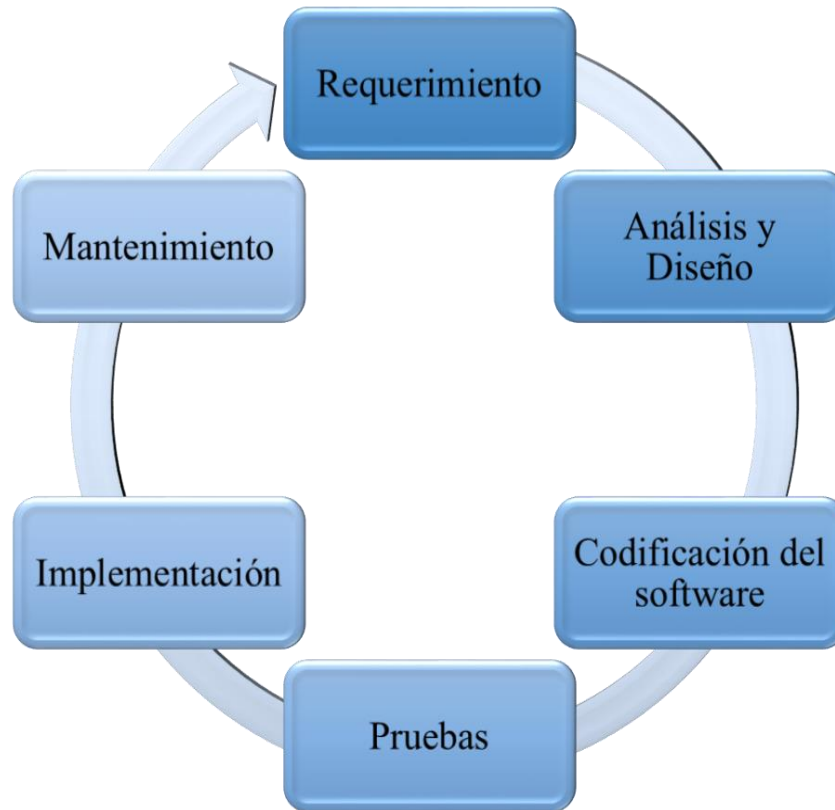 Requerimiento
Análisis y
Diseño
Codificación del
software
Pruebas
Implementación
Mantenimiento